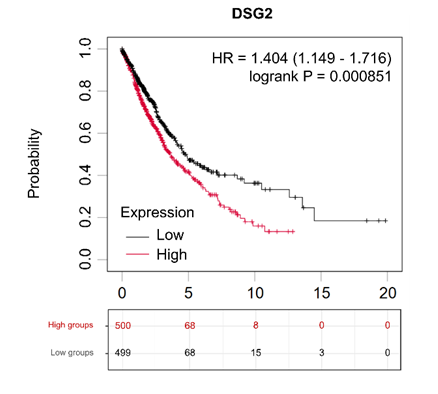 DSG2
HR = 1.404 (1.149 - 1.716)
logrank P = 0.000851
Probability
1.0
0.8
0.6
0.4
0.2
0.0
Expression
Low
High
0 5 10 15 20
High groups 500 68 8 0 0
Low groups 499 68 15 3 0